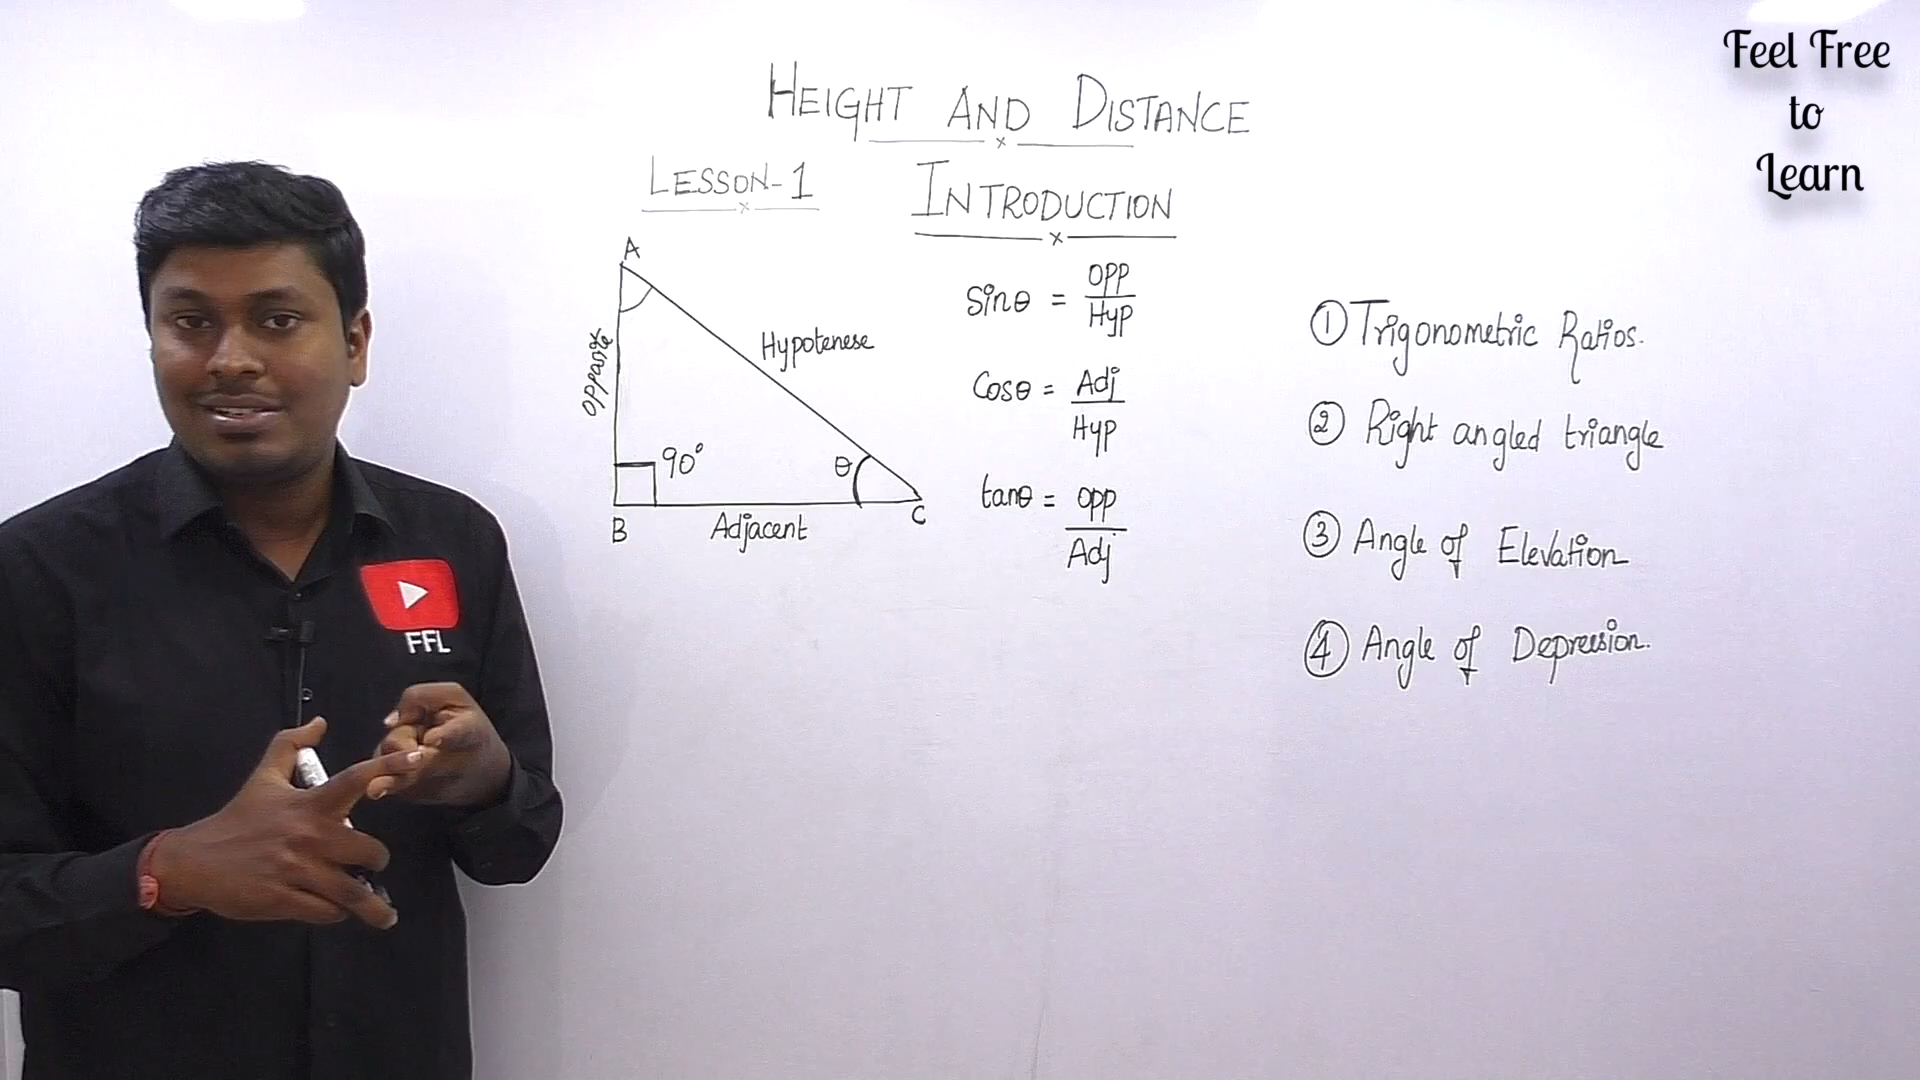 Feel Free
to
Learn
HEIGHT AND DISTANCE
LESSON-1
INTRODUCTION
A
Opposite
Hypotenese
90°
θ
B
Adjacent
C
Sinθ = OPP
Hyp
Cosθ = Adj
Hyp
tanθ = OPP
Adj
① Trigonometric Ratios.
② Right angled triangle
③ Angle of Elevation
④ Angle of Depression.
FFL